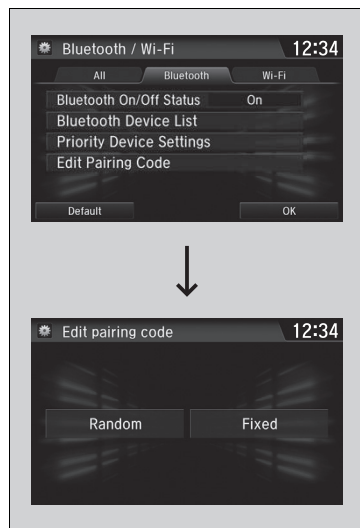 Bluetooth / Wi-Fi 12:34
All Bluetooth Wi-Fi
Bluetooth On/Off Status On
Bluetooth Device List
Priority Device Settings
Edit Pairing Code
Default OK
Edit pairing code 12:34
Random Fixed